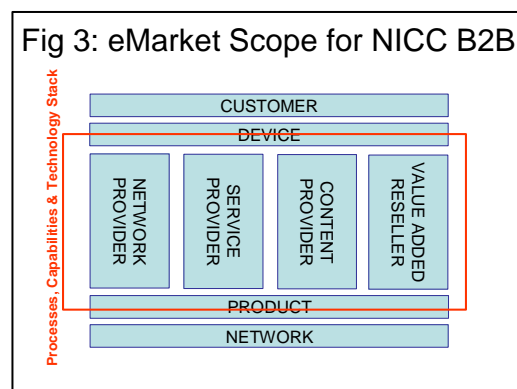 Fig 3: eMarket Scope for NICC B2B
Processes, Capabilities & Technology Stack
CUSTOMER
DEVICE
NETWORK
PROVIDER
SERVICE
PROVIDER
CONTENT
PROVIDER
VALUE ADDED
RESELLER
PRODUCT
NETWORK